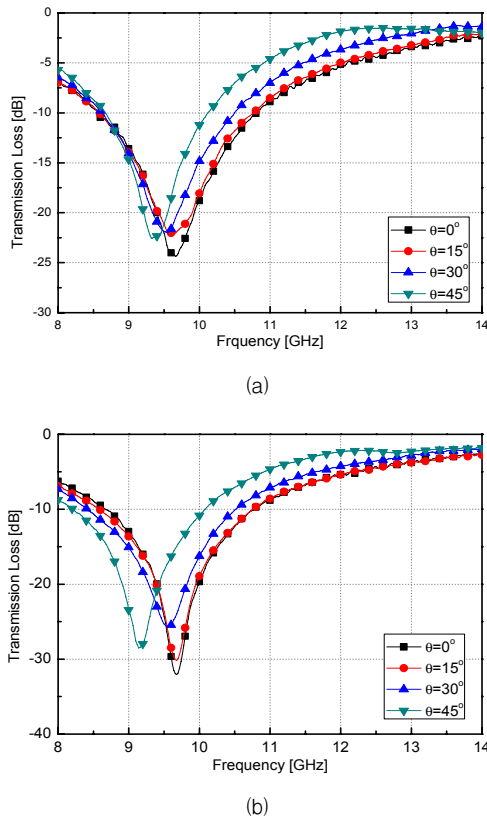 0
-5
-10
-15
-20
-25
-30
Transmission Loss [dB]
θ=0°
θ=15°
θ=30°
θ=45°
8 9 10 11 12 13 14
Frquency [GHz]
(a)
0
-10
-20
-30
-40
Transmission Loss [dB]
θ=0°
θ=15°
θ=30°
θ=45°
8 9 10 11 12 13 14
Frequency [GHz]
(b)